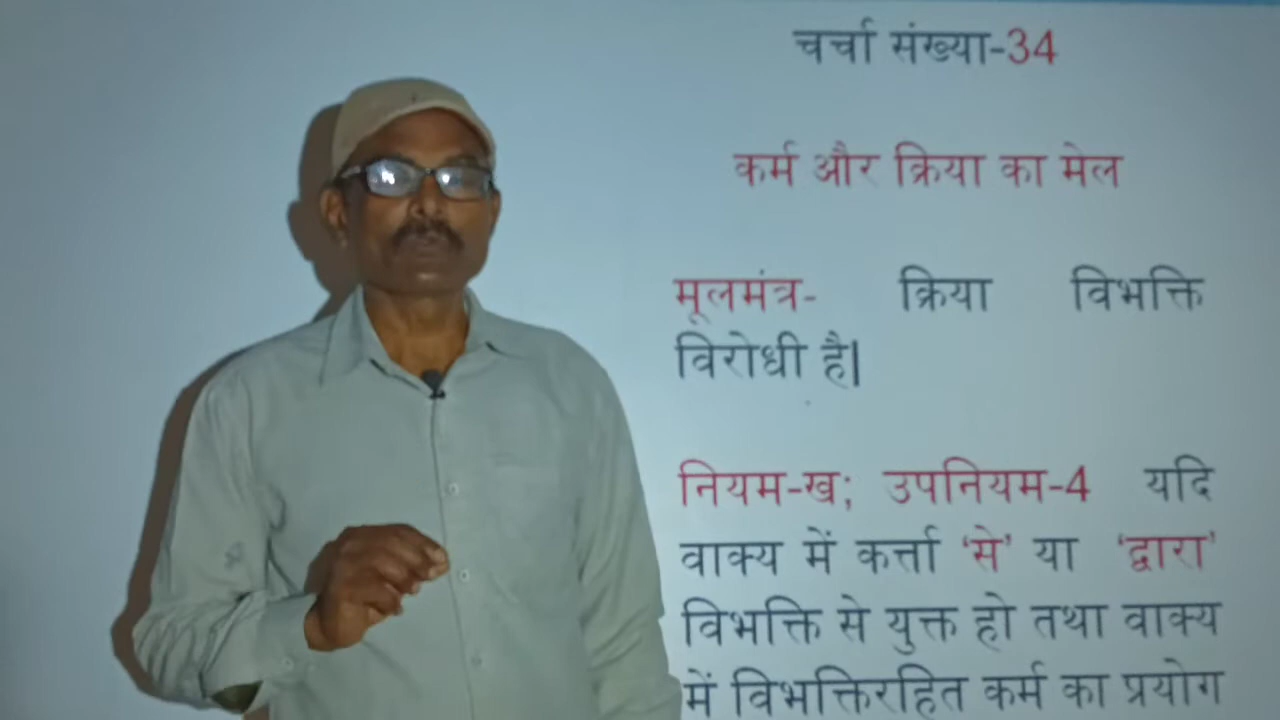 चर्चा संख्या-34
कर्म और क्रिया का मेल
मूलमंत्र- क्रिया विभक्ति
विरोधी है|
नियम-ख; उपनियम-4 यदि
वाक्य में कर्त्ता ‘से’ या ‘द्वारा’
विभक्ति से युक्त हो तथा वाक्य
में विभक्तिरहित कर्म का प्रयोग